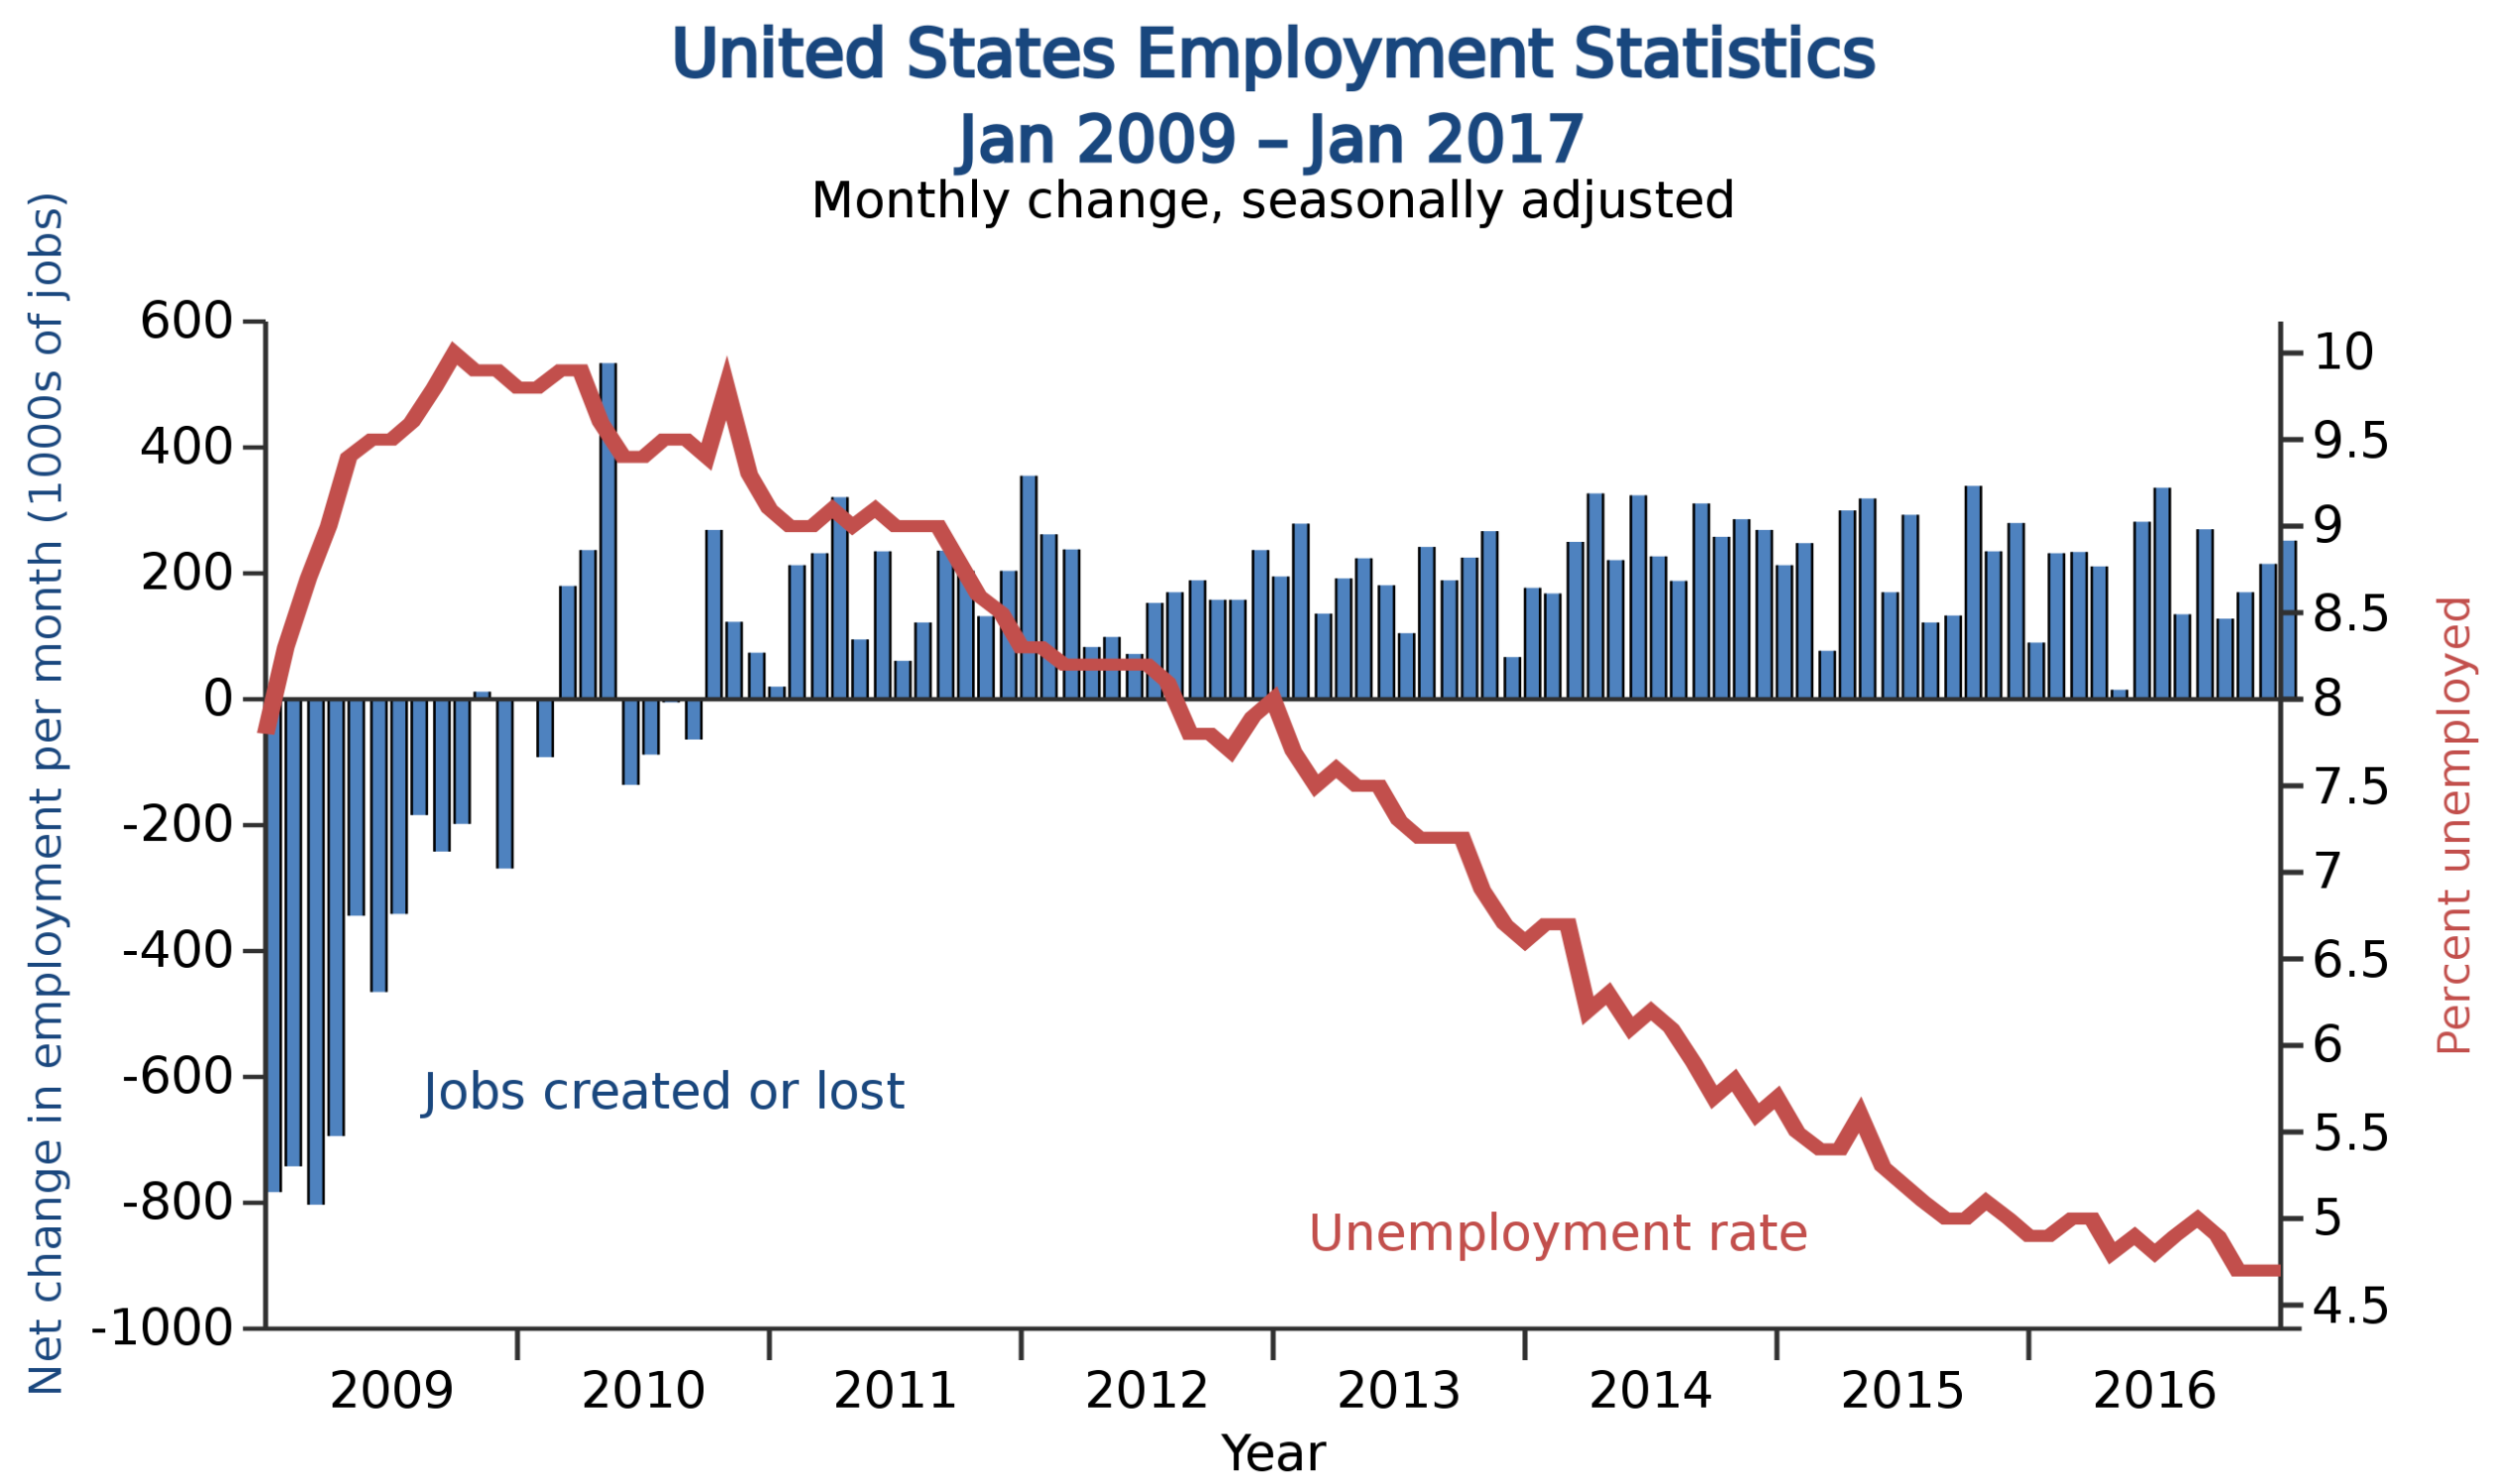 United States Employment Statistics
Jan 2009 – Jan 2017
Monthly change, seasonally adjusted
Net change in employment per month (1000s of jobs)
600
400
200
0
-200
-400
-600
-800
-1000
10
9.5
9
8.5
8
7.5
7
6.5
6
5.5
5
4.5
Percent unemployed
Jobs created or lost
Unemployment rate
2009 2010 2011 2012 2013 2014 2015 2016
Year